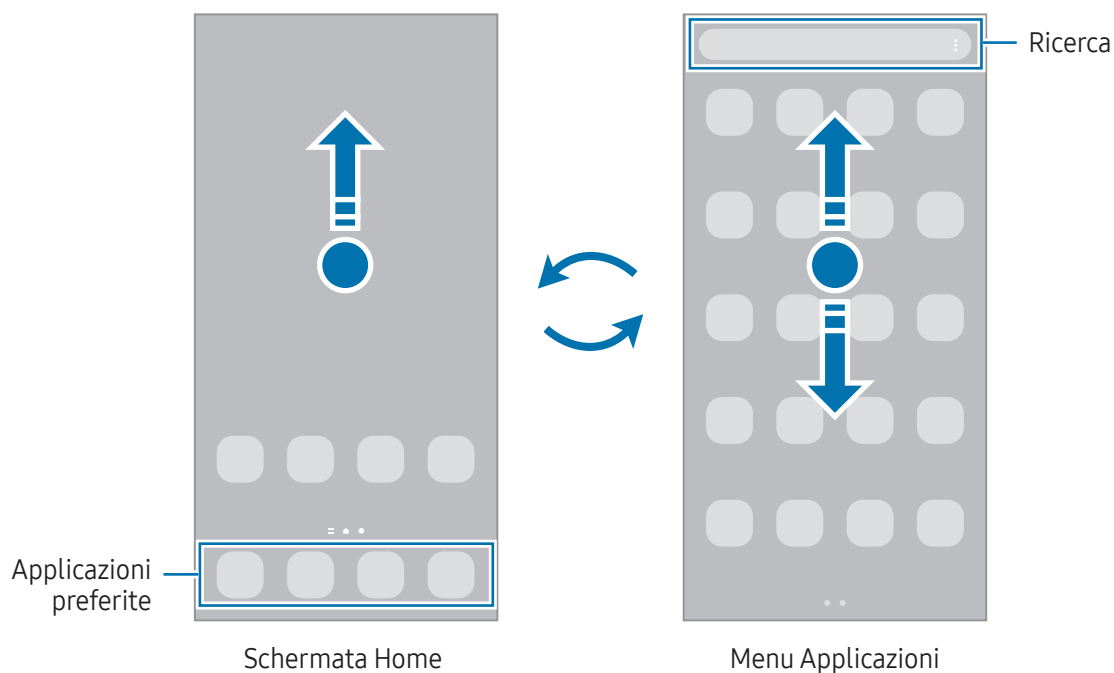 Ricerca
Applicazioni
preferite
Schermata Home
Menu Applicazioni